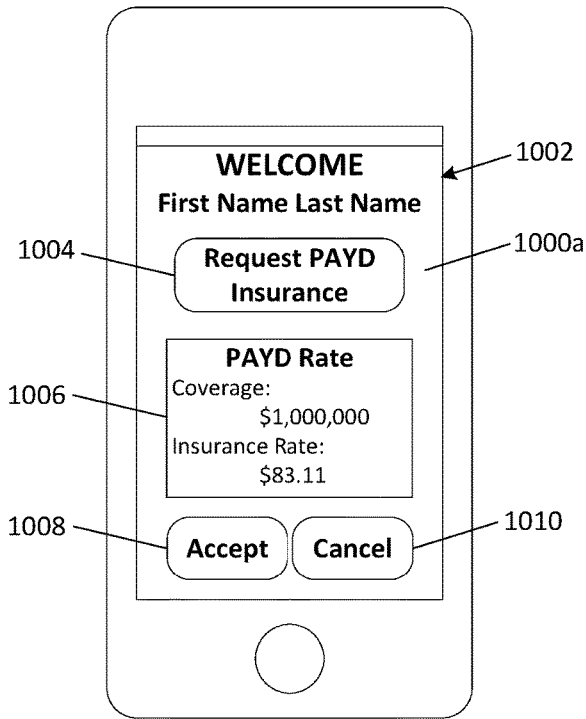 WELCOME
1002
First Name Last Name
1004
Request PAYD
Insurance
1000a
PAYD Rate
1006
Coverage:
$1,000,000
Insurance Rate:
$83.11
1008
Accept
Cancel
1010